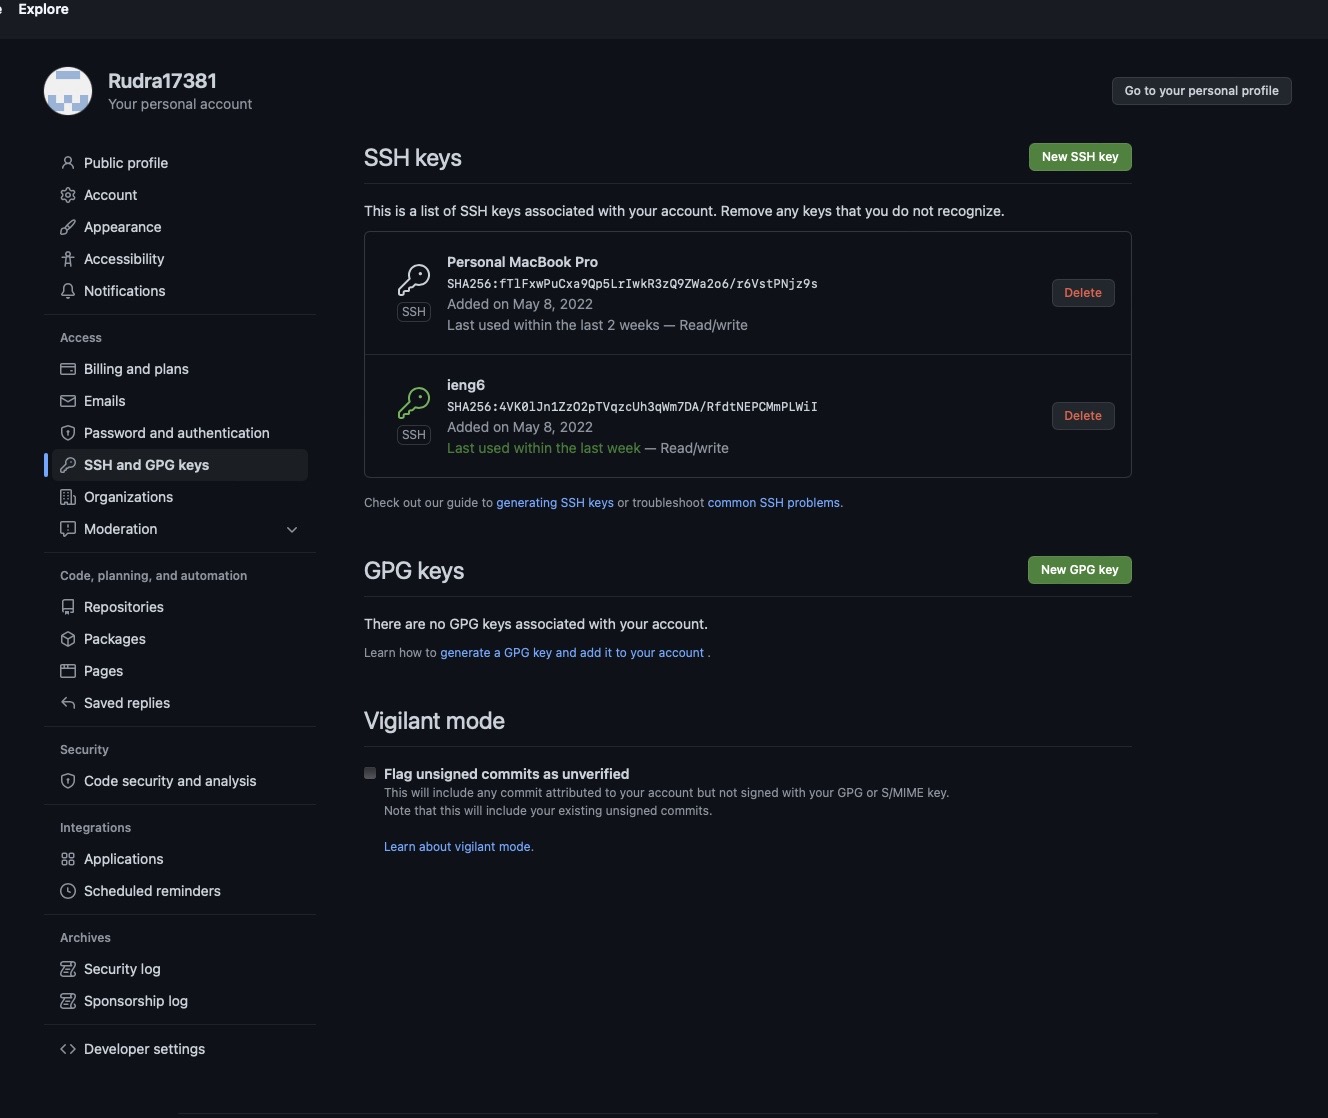 Explore
Rudra17381
Your personal account
Go to your personal profile
Public profile
Account
Appearance
Accessibility
Notifications
Access
Billing and plans
Emails
Password and authentication
SSH and GPG keys
Organizations
Moderation
Code, planning, and automation
Repositories
Packages
Pages
Saved replies
Security
Code security and analysis
Integrations
Applications
Scheduled reminders
Archives
Security log
Sponsorship log
Developer settings
SSH keys
New SSH key
This is a list of SSH keys associated with your account. Remove any keys that you do not recognize.
Personal MacBook Pro
SHA256:fTlFxwPuCxa9Qp5LrIwkR3zQ9ZWa2o6/r6VstPNjz9s
Added on May 8, 2022
Last used within the last 2 weeks — Read/write
SSH
Delete
ieng6
SHA256:4VK0lJn1ZzO2pTVqzcUh3qWm7DA/RfdtNEPCMmPLWiI
Added on May 8, 2022
Last used within the last week — Read/write
SSH
Delete
Check out our guide to generating SSH keys or troubleshoot common SSH problems.
GPG keys
New GPG key
There are no GPG keys associated with your account.
Learn how to generate a GPG key and add it to your account .
Vigilant mode
Flag unsigned commits as unverified
This will include any commit attributed to your account but not signed with your GPG or S/MIME key.
Note that this will include your existing unsigned commits.
Learn about vigilant mode.